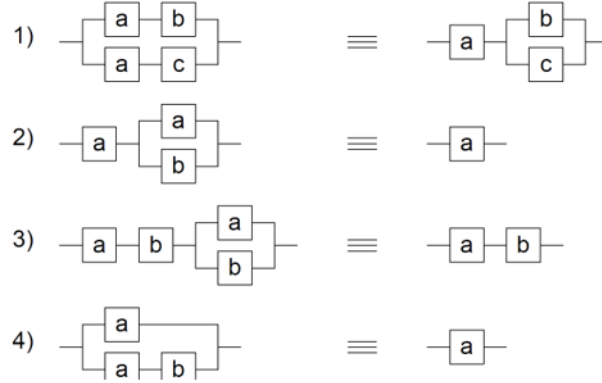 a b b
1) ≡ a
a c c
a
2) a ≡ a
b
a
3) a b ≡ a b
b
a
4) ≡ a
a b